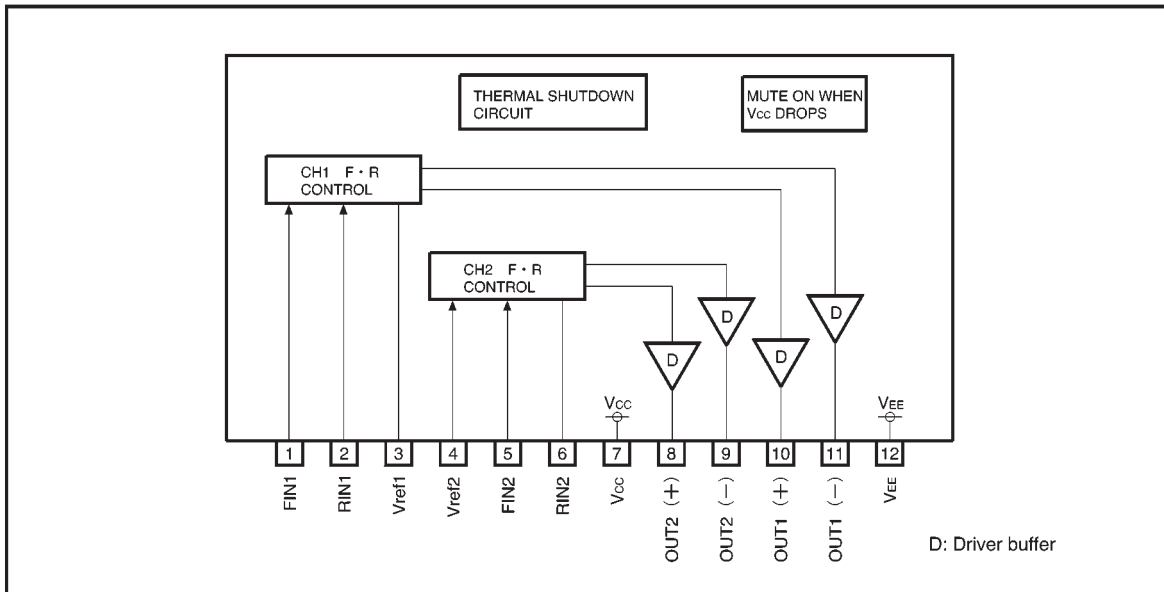 THERMAL SHUTDOWN
CIRCUIT
MUTE ON WHEN
Vcc DROPS
CH1 F・R
CONTROL
CH2 F・R
CONTROL
D
D
D
D
Vcc
VEE
1
2
3
4
5
6
7
8
9
10
11
12
FIN1
RIN1
Vref1
Vref2
FIN2
RIN2
Vcc
OUT2 (+)
OUT2 (−)
OUT1 (+)
OUT1 (−)
VEE
D: Driver buffer